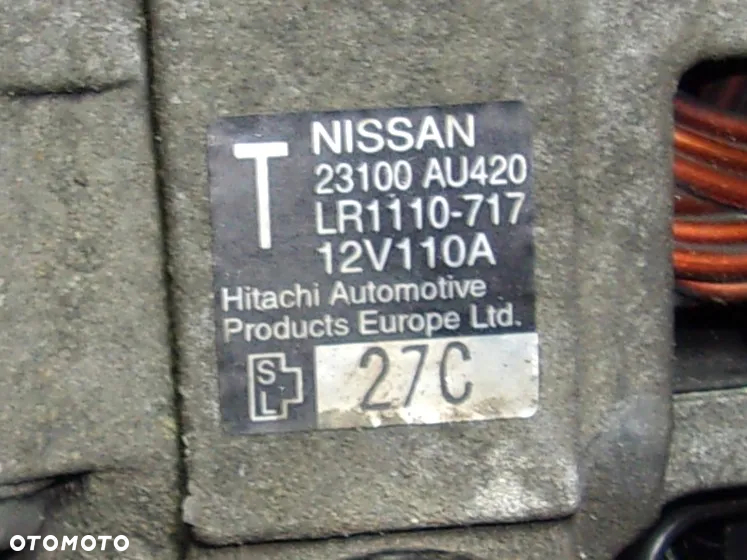 T
NISSAN
23100 AU420
LR1110-717
12V110A
Hitachi Automotive
Products Europe Ltd.
S
L
27C
OTOMOTO